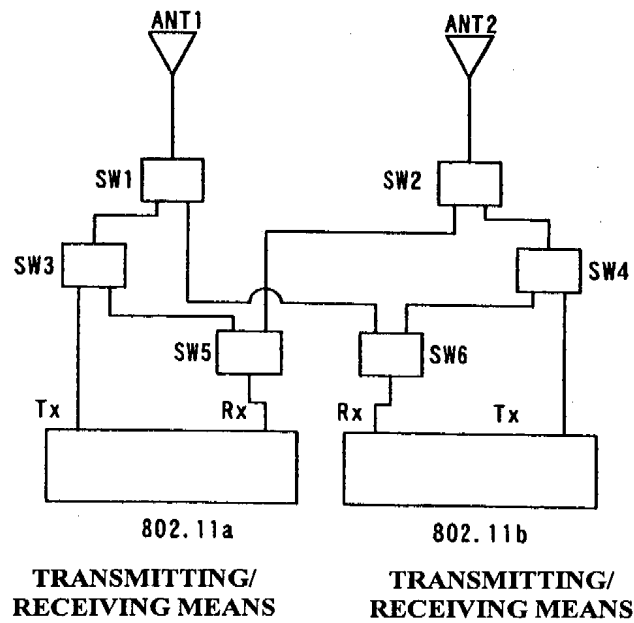 ANT1
ANT2
SW1
SW2
SW3
SW4
SW5
SW6
Tx
Rx
Rx
Tx
802.11a
802.11b
TRANSMITTING/
RECEIVING MEANS
TRANSMITTING/
RECEIVING MEANS